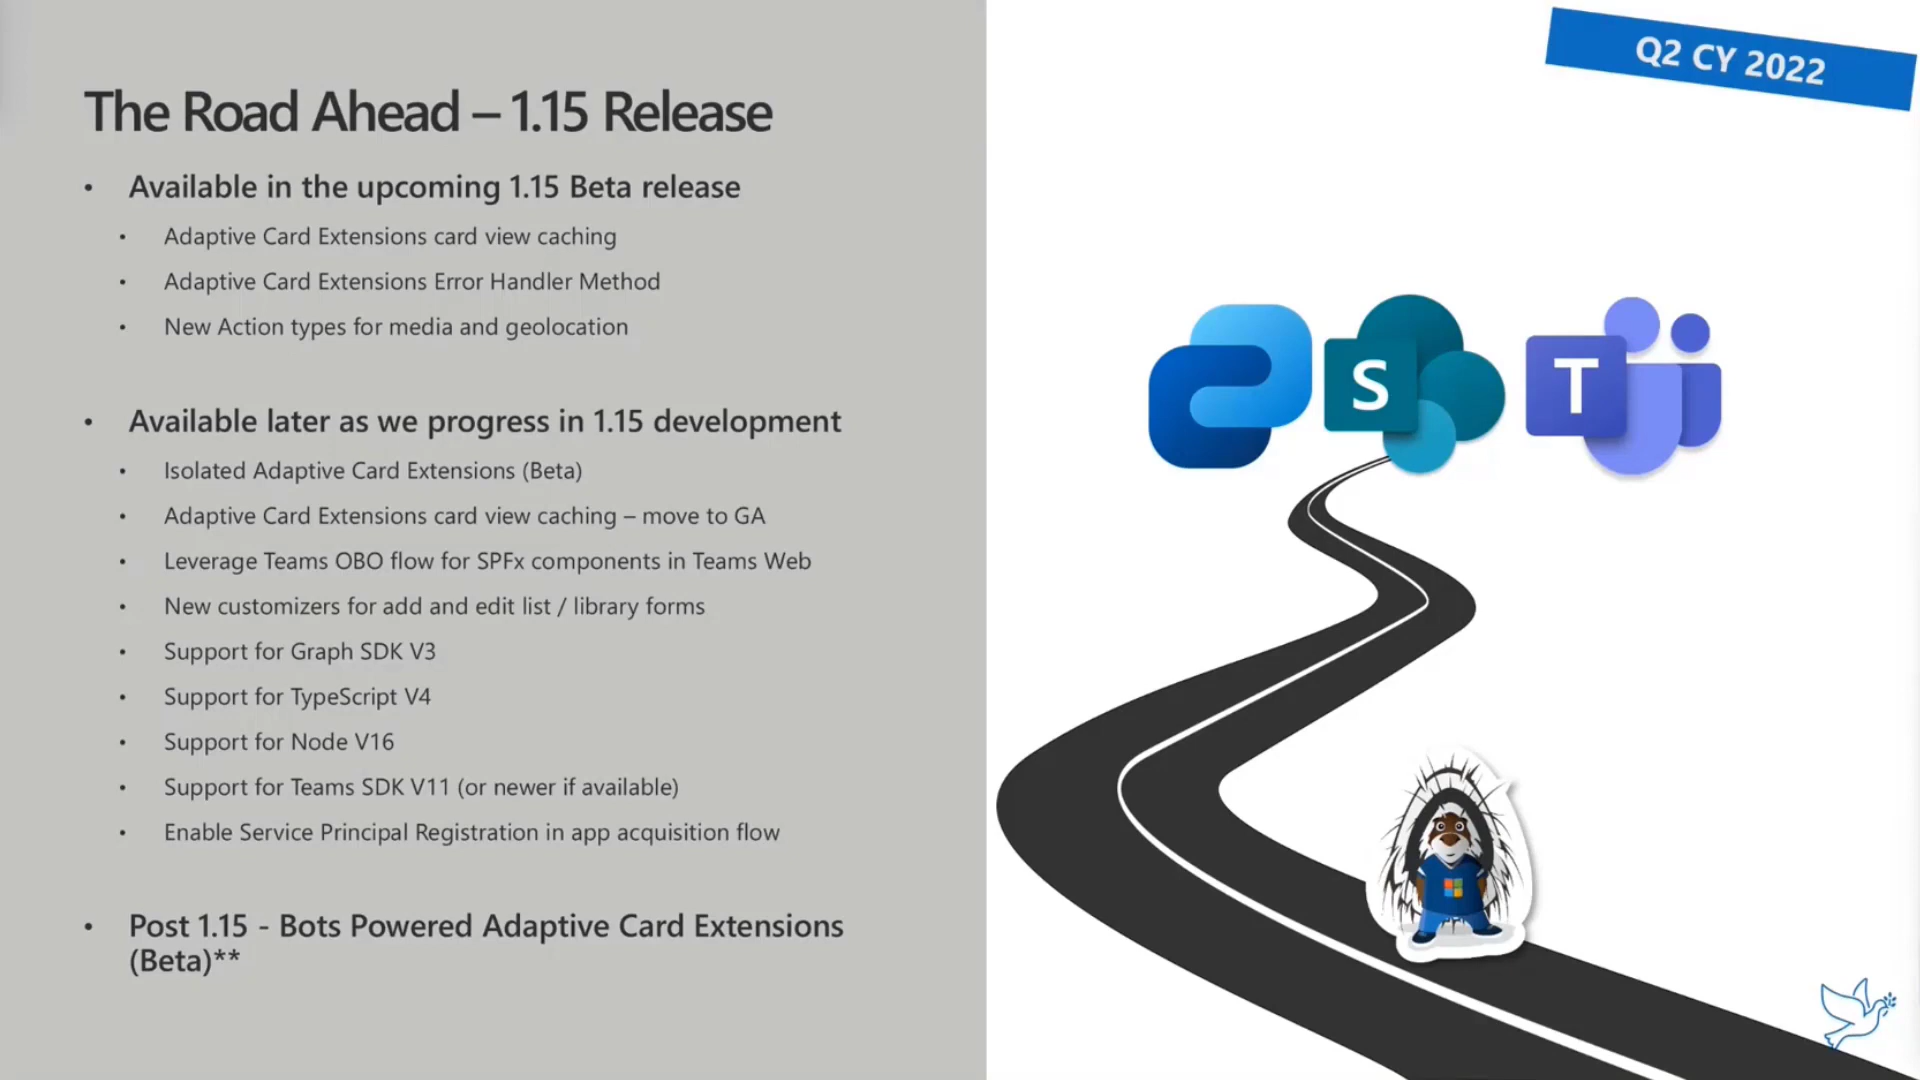 Q2 CY 2022
The Road Ahead – 1.15 Release
• Available in the upcoming 1.15 Beta release
• Adaptive Card Extensions card view caching
• Adaptive Card Extensions Error Handler Method
• New Action types for media and geolocation
• Available later as we progress in 1.15 development
• Isolated Adaptive Card Extensions (Beta)
• Adaptive Card Extensions card view caching – move to GA
• Leverage Teams OBO flow for SPFx components in Teams Web
• New customizers for add and edit list / library forms
• Support for Graph SDK V3
• Support for TypeScript V4
• Support for Node V16
• Support for Teams SDK V11 (or newer if available)
• Enable Service Principal Registration in app acquisition flow
• Post 1.15 - Bots Powered Adaptive Card Extensions
(Beta)**
S
T